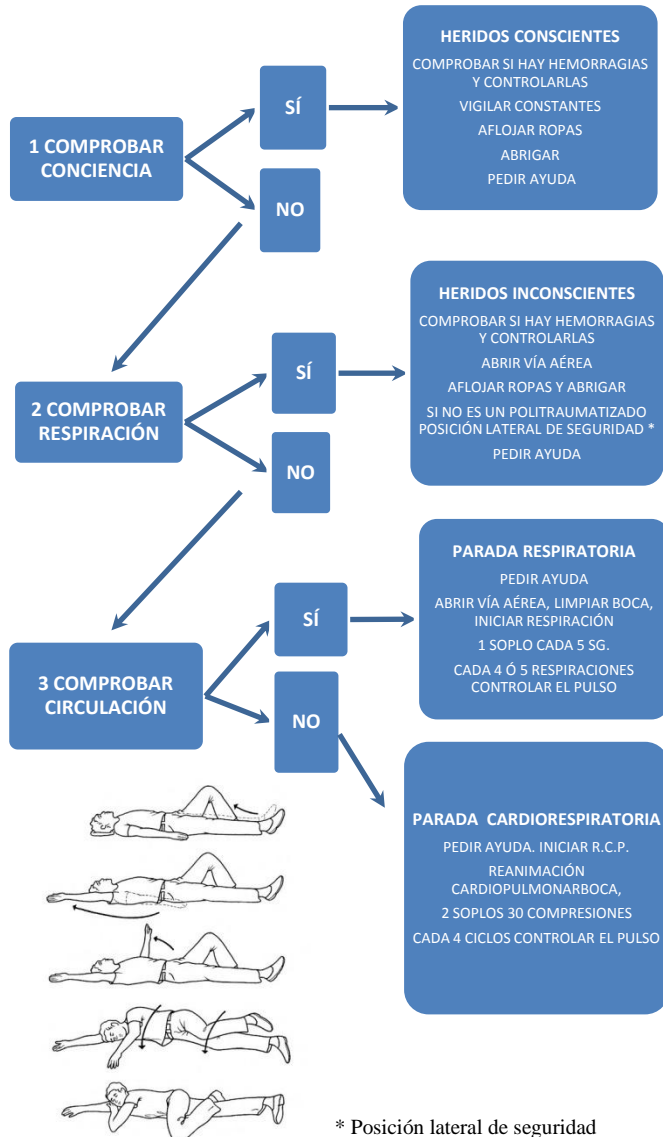 HERIDOS CONSCIENTES
COMPROBAR SI HAY HEMORRAGIAS
Y CONTROLARLAS
VIGILAR CONSTANTES
AFLOJAR ROPAS
ABRIGAR
PEDIR AYUDA
SÍ
1 COMPROBAR
CONCIENCIA
NO
HERIDOS INCONSCIENTES
COMPROBAR SI HAY HEMORRAGIAS
Y CONTROLARLAS
ABRIR VÍA AÉREA
AFLOJAR ROPAS Y ABRIGAR
SI NO ES UN POLITRAUMATIZADO
POSICIÓN LATERAL DE SEGURIDAD *
PEDIR AYUDA
SÍ
2 COMPROBAR
RESPIRACIÓN
NO
PARADA RESPIRATORIA
PEDIR AYUDA
ABRIR VÍA AÉREA, LIMPIAR BOCA,
INICIAR RESPIRACIÓN
1 SOPLO CADA 5 SG.
CADA 4 Ó 5 RESPIRACIONES
CONTROLAR EL PULSO
SÍ
3 COMPROBAR
CIRCULACIÓN
NO
PARADA CARDIORESPIRATORIA
PEDIR AYUDA. INICIAR R.C.P.
REANIMACIÓN
CARDIOPULMONARBOCA,
2 SOPLOS 30 COMPRESIONES
CADA 4 CICLOS CONTROLAR EL PULSO
* Posición lateral de seguridad